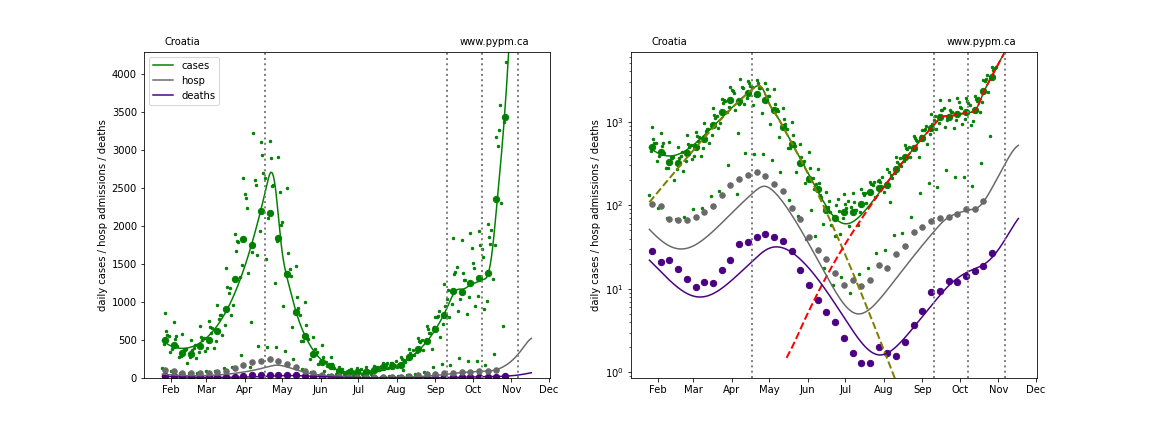 Croatia www.pypm.ca
cases
hosp
deaths
daily cases / hosp admissions / deaths
4000
3500
3000
2500
2000
1500
1000
500
0
Feb Mar Apr May Jun Jul Aug Sep Oct Nov Dec
Croatia www.pypm.ca
daily cases / hosp admissions / deaths
10³
10²
10¹
10⁰
Feb Mar Apr May Jun Jul Aug Sep Oct Nov Dec